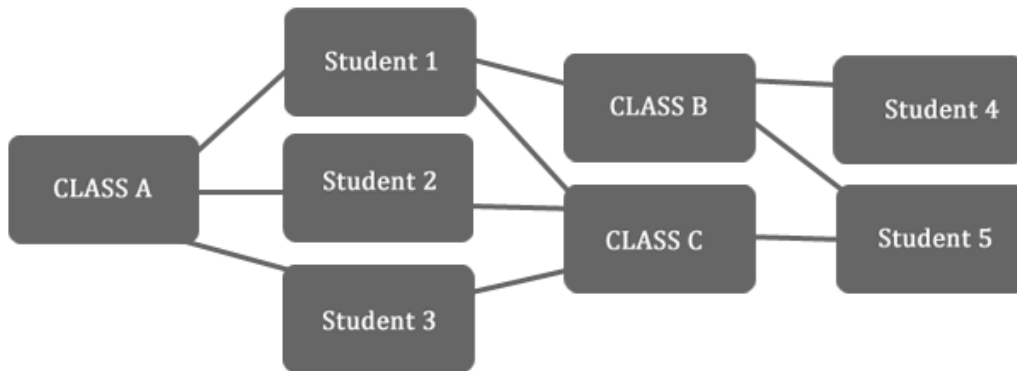 CLASS A
Student 1
Student 2
Student 3
CLASS B
CLASS C
Student 4
Student 5